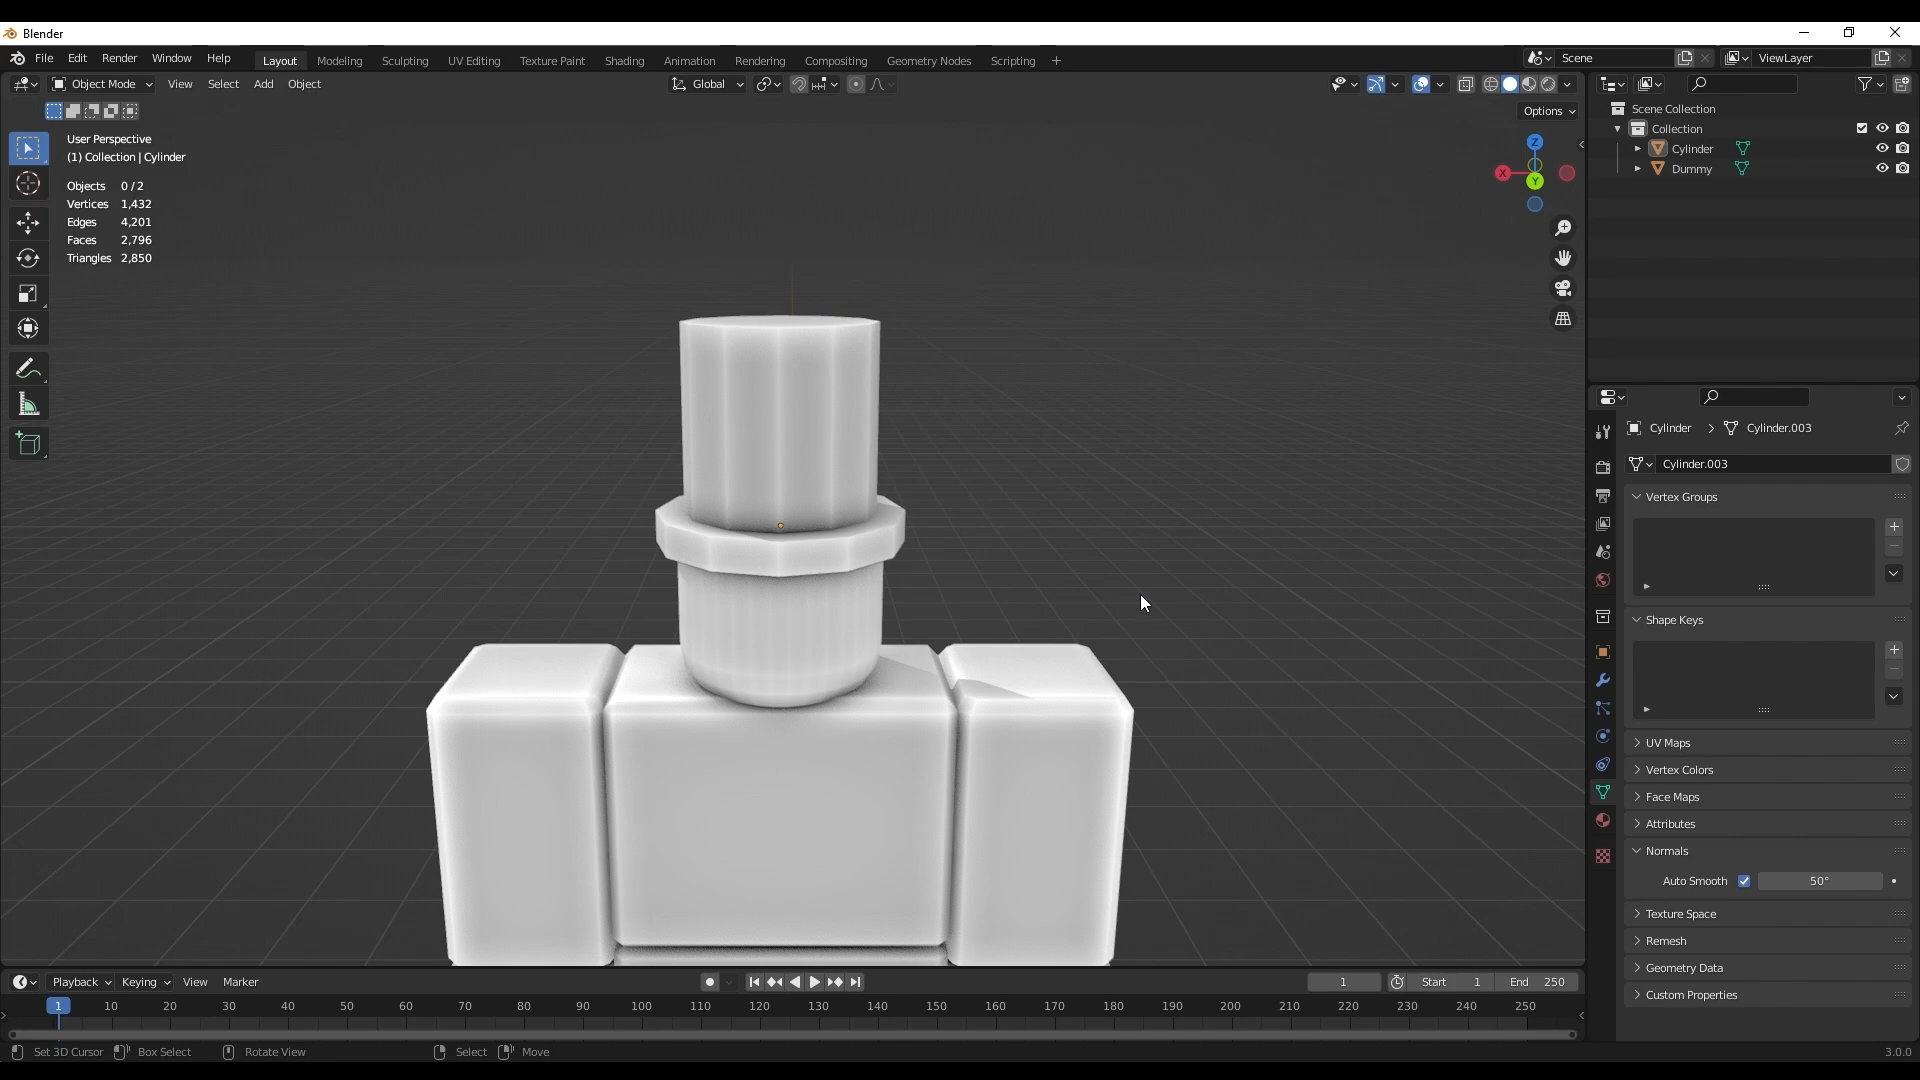 Blender
File Edit Render Window Help Layout Modeling Sculpting UV Editing Texture Paint Shading Animation Rendering Compositing Geometry Nodes Scripting + Scene ViewLayer
Object Mode View Select Add Object Global
Options
User Perspective
(1) Collection | Cylinder
Objects 0/2
Vertices 1,432
Edges 4,201
Faces 2,796
Triangles 2,850
Z
X
Y
Scene Collection
Collection
Cylinder
Dummy
Cylinder > Cylinder.003
Cylinder.003
Vertex Groups
Shape Keys
UV Maps
Vertex Colors
Face Maps
Attributes
Normals
Auto Smooth 50°
Texture Space
Remesh
Geometry Data
Custom Properties
Playback Keying View Marker 1 Start 1 End 250
1 10 20 30 40 50 60 70 80 90 100 110 120 130 140 150 160 170 180 190 200 210 220 230 240 250
Set 3D Cursor Box Select Rotate View Select Move 3.0.0